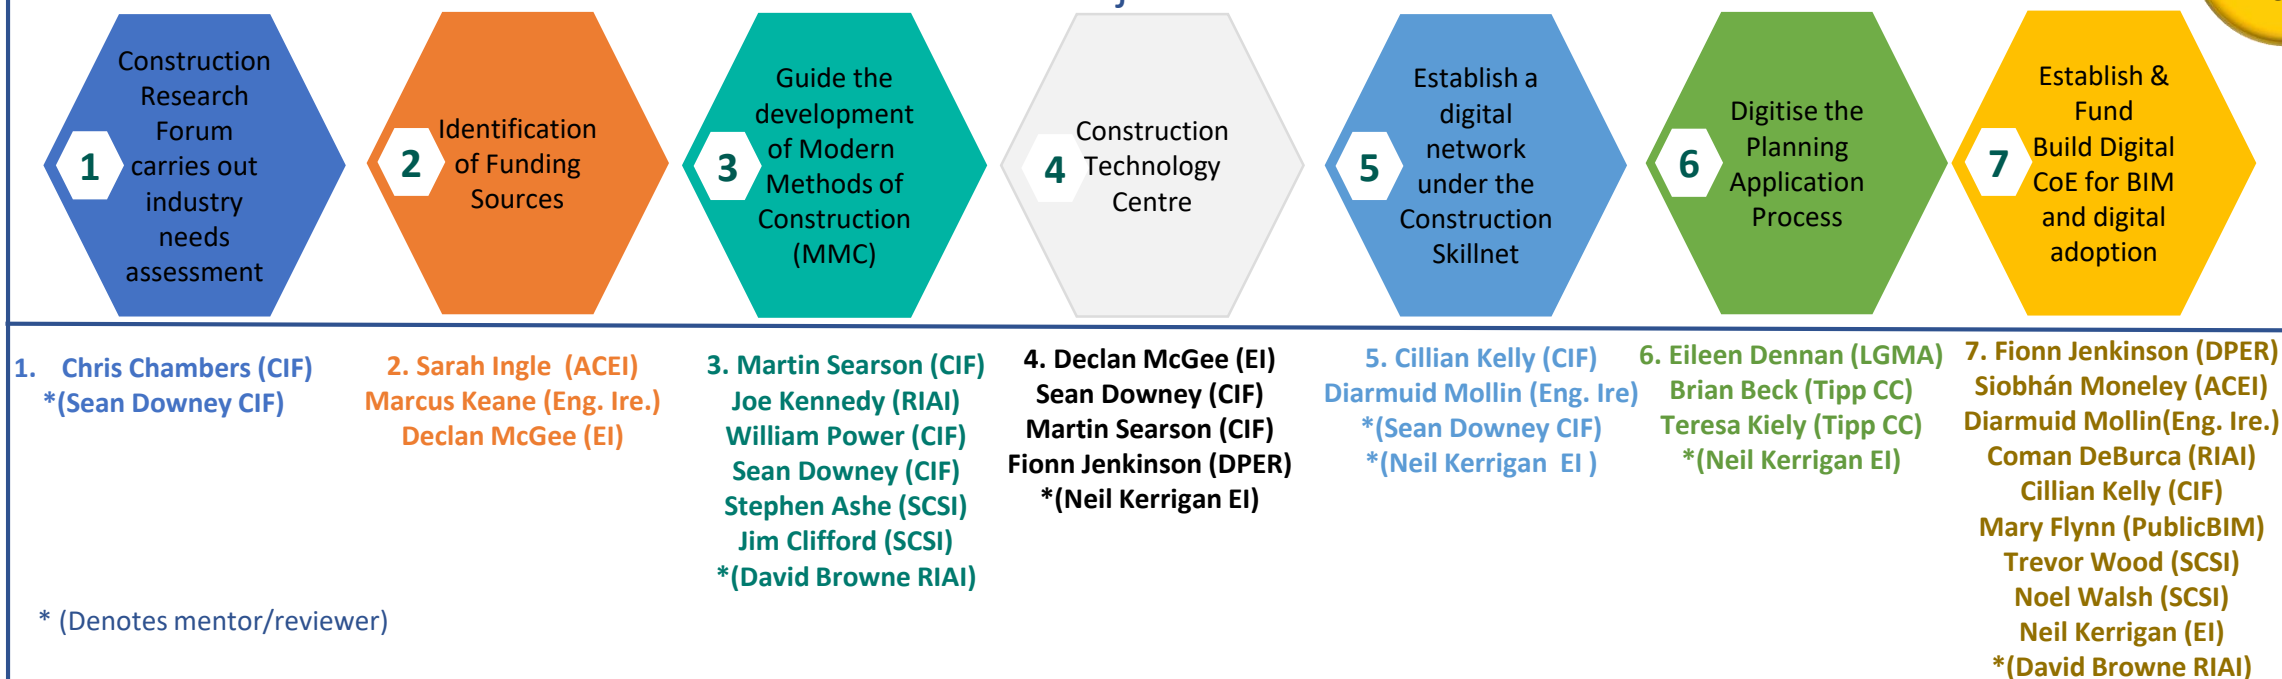 Construction
Research
Forum
carries out
industry
needs
assessment
1
Identification
of Funding
Sources
2
Guide the
development
of Modern
Methods of
Construction
(MMC)
3
Construction
Technology
Centre
4
Establish a
digital
network
under the
Construction
Skillnet
5
Digitise the
Planning
Application
Process
6
Establish &
Fund
Build Digital
CoE for BIM
and digital
adoption
7
1. Chris Chambers (CIF)
*(Sean Downey CIF)
2. Sarah Ingle (ACEI)
Marcus Keane (Eng. Ire.)
Declan McGee (EI)
3. Martin Searson (CIF)
Joe Kennedy (RIAI)
William Power (CIF)
Sean Downey (CIF)
Stephen Ashe (SCSI)
Jim Clifford (SCSI)
*(David Browne RIAI)
4. Declan McGee (EI)
Sean Downey (CIF)
Martin Searson (CIF)
Fionn Jenkinson (DPER)
*(Neil Kerrigan EI)
5. Cillian Kelly (CIF)
Diarmuid Mollin (Eng. Ire)
*(Sean Downey CIF)
*(Neil Kerrigan EI )
6. Eileen Dennan (LGMA)
Brian Beck (Tipp CC)
Teresa Kiely (Tipp CC)
*(Neil Kerrigan EI)
7. Fionn Jenkinson (DPER)
Siobhán Moneley (ACEI)
Diarmuid Mollin(Eng. Ire.)
Coman DeBurca (RIAI)
Cillian Kelly (CIF)
Mary Flynn (PublicBIM)
Trevor Wood (SCSI)
Noel Walsh (SCSI)
Neil Kerrigan (EI)
*(David Browne RIAI)
* (Denotes mentor/reviewer)